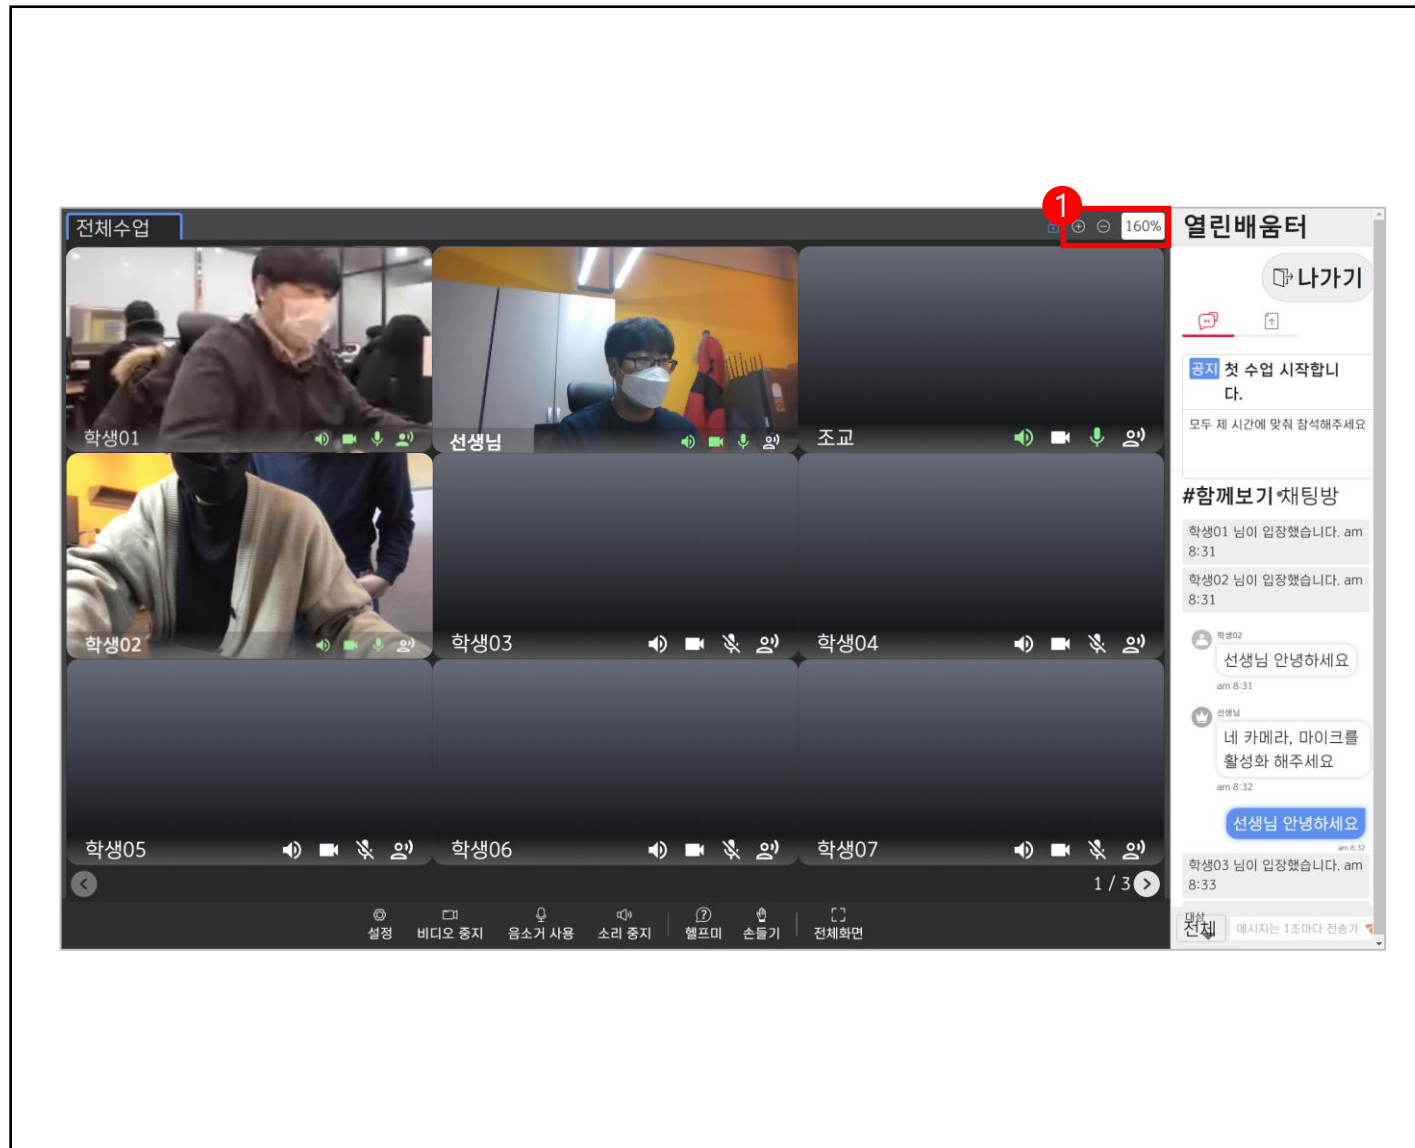 1
전체수업
160%
학생01
선생님
조교
학생02
학생03
학생04
학생05
학생06
학생07
1 / 3
설정
비디오 중지
음소거 사용
소리 중지
헬프미
손들기
전체화면
열린배움터
나가기
공지 첫 수업 시작합니
다.
모두 제 시간에 맞춰 참석해주세요
#함께보기 채팅방
학생01 님이 입장했습니다. am
8:31
학생02 님이 입장했습니다. am
8:31
학생02
선생님 안녕하세요
am 8:31
선생님
네 카메라, 마이크를
활성화 해주세요
am 8:32
선생님 안녕하세요
am 8:32
학생03 님이 입장했습니다. am
8:33
대상
전체
메시지는 1초마다 전송가